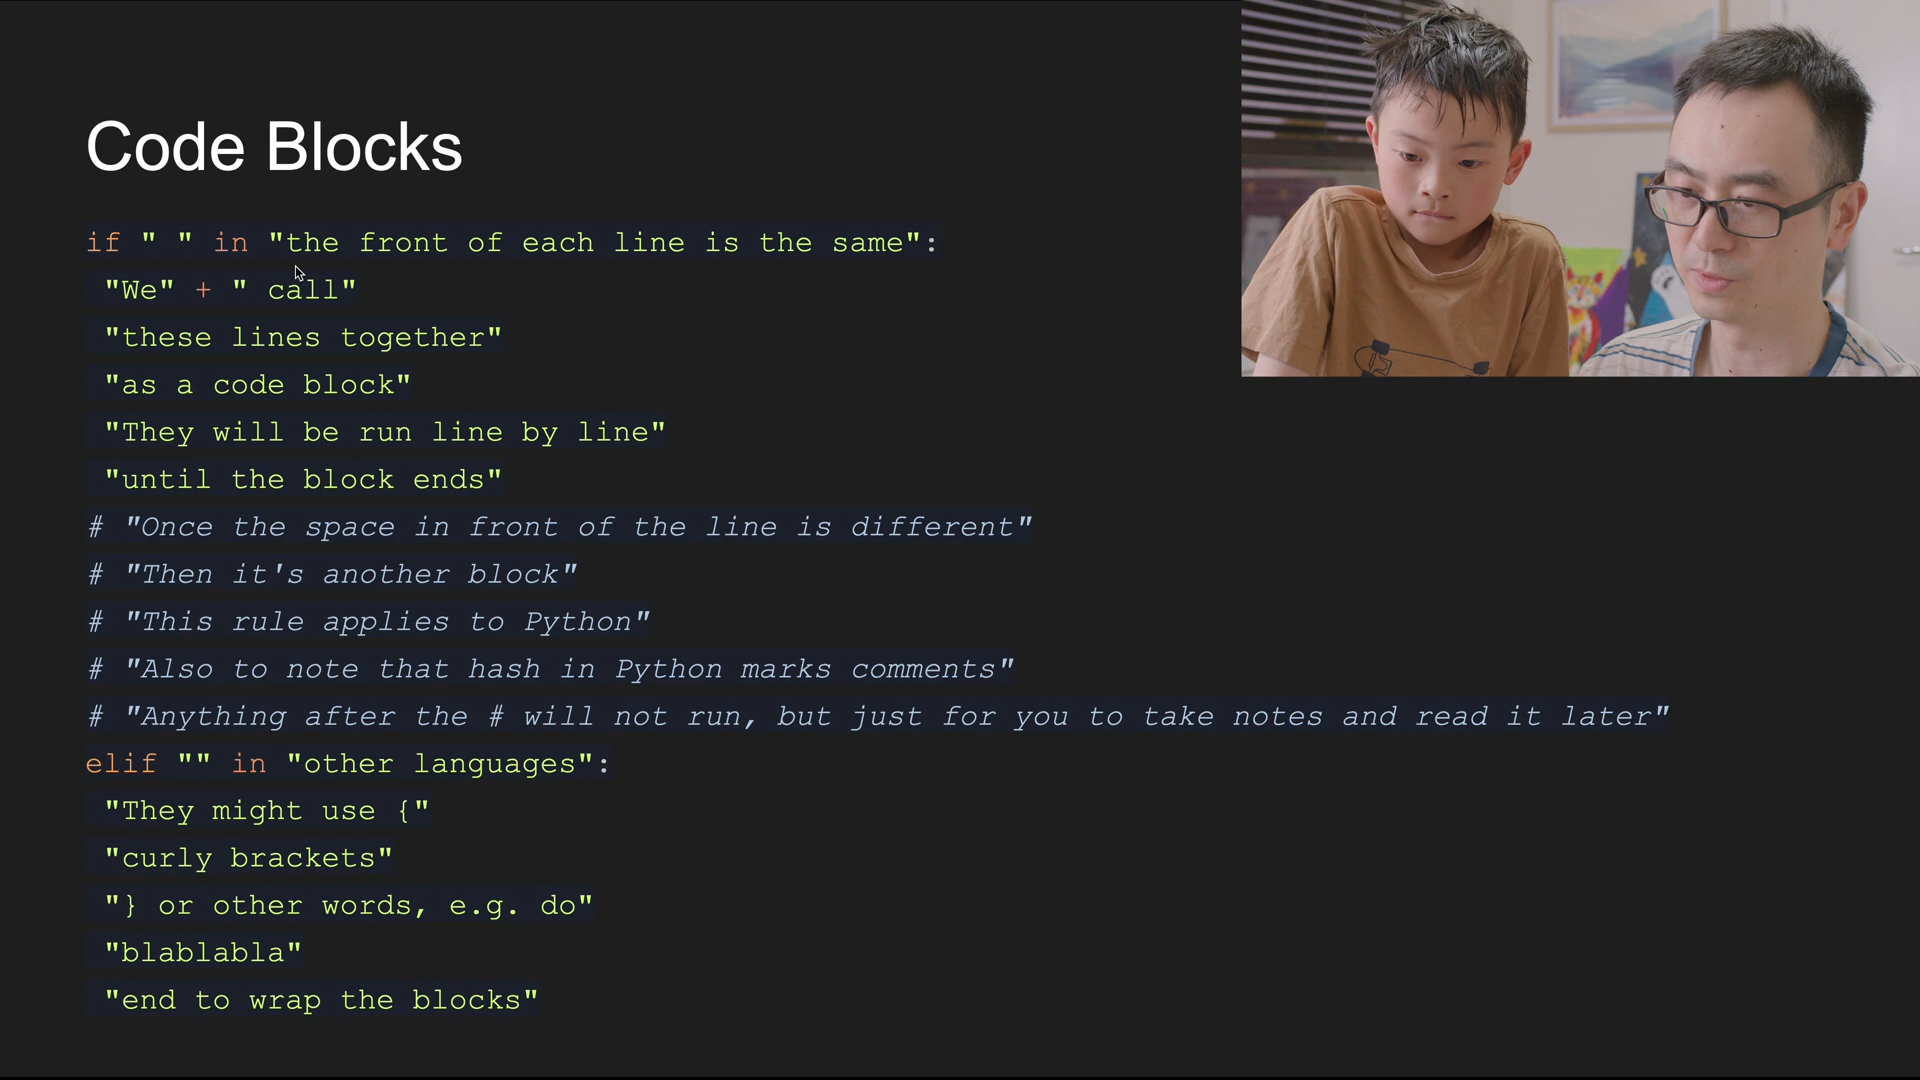 Code Blocks
if " " in "the front of each line is the same":
"We" + " call"
"these lines together"
"as a code block"
"They will be run line by line"
"until the block ends"
# "Once the space in front of the line is different"
# "Then it's another block"
# "This rule applies to Python"
# "Also to note that hash in Python marks comments"
# "Anything after the # will not run, but just for you to take notes and read it later"
elif "" in "other languages":
"They might use {"
"curly brackets"
"} or other words, e.g. do"
"blablabla"
"end to wrap the blocks"